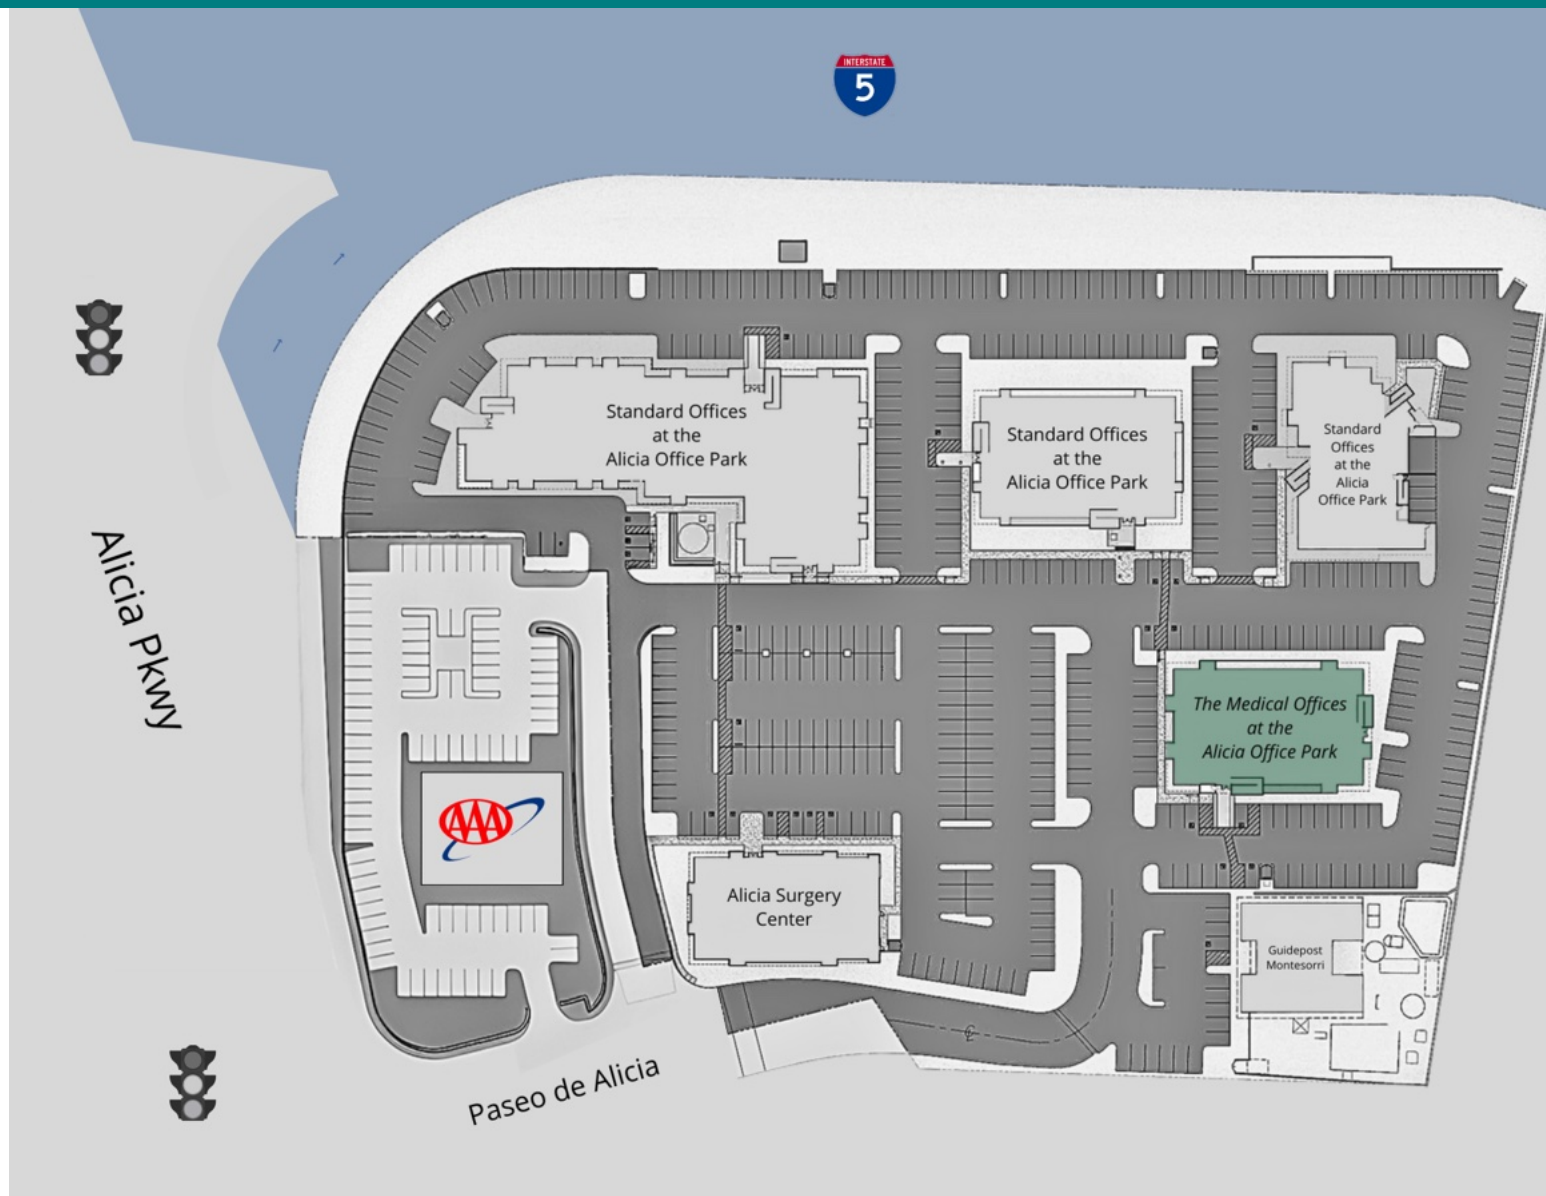 INTERSTATE
5
Standard Offices
at the
Alicia Office Park
Standard Offices
at the
Alicia Office Park
Standard
Offices
at the
Alicia
Office Park
Alicia Pkwy
The Medical Offices
at the
Alicia Office Park
AAA
Alicia Surgery
Center
Guidepost
Montesorri
Paseo de Alicia